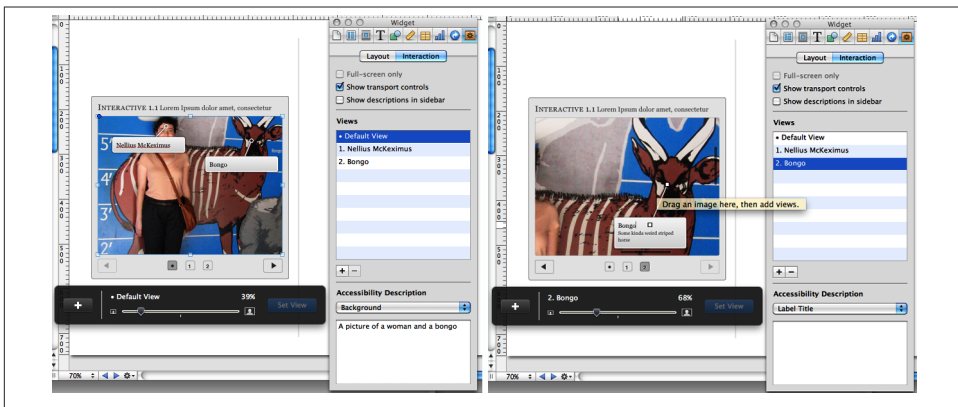 Widget
Layout Interaction
Full-screen only
Show transport controls
Show descriptions in sidebar
Views
• Default View
1. Nellius McKeximus
2. Bongo
+ −
Accessibility Description
Background
A picture of a woman and a bongo
INTERACTIVE 1.1 Lorem Ipsum dolor amet, consectetur
Nellius McKeximus
Bongo
5'
4'
2'
• 1 2
• Default View 39%
Set View
70%
Widget
Layout Interaction
Full-screen only
Show transport controls
Show descriptions in sidebar
Views
• Default View
1. Nellius McKeximus
2. Bongo
+ −
Accessibility Description
Label Title
INTERACTIVE 1.1 Lorem Ipsum dolor amet, consectetur
Drag an image here, then add views.
Bongo
Some kinda weird striped
horse
• 1 2
2. Bongo 68%
Set View
70%